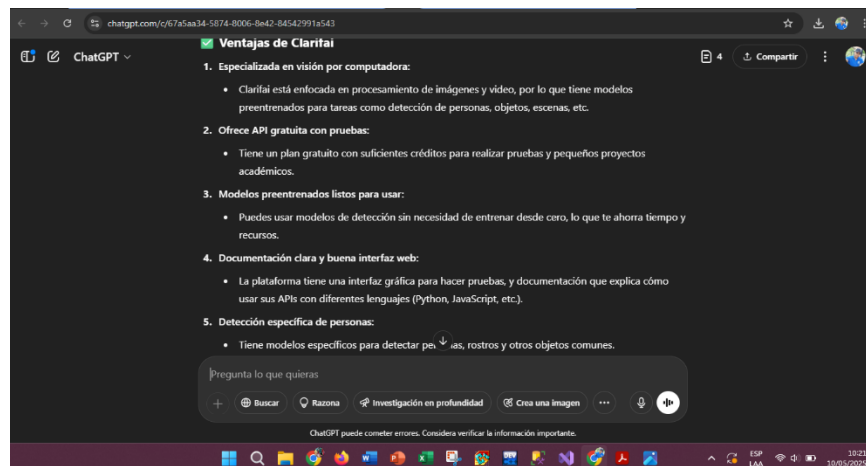 chatgpt.com/c/67a5aa34-5874-8006-8e42-84542991a543
ChatGPT
4
Compartir
✅ Ventajas de Clarifai
1. Especializada en visión por computadora:
• Clarifai está enfocada en procesamiento de imágenes y video, por lo que tiene modelos
preentrenados para tareas como detección de personas, objetos, escenas, etc.
2. Ofrece API gratuita con pruebas:
• Tiene un plan gratuito con suficientes créditos para realizar pruebas y pequeños proyectos
académicos.
3. Modelos preentrenados listos para usar:
• Puedes usar modelos de detección sin necesidad de entrenar desde cero, lo que te ahorra tiempo y
recursos.
4. Documentación clara y buena interfaz web:
• La plataforma tiene una interfaz gráfica para hacer pruebas, y documentación que explica cómo
usar sus APIs con diferentes lenguajes (Python, JavaScript, etc.).
5. Detección específica de personas:
• Tiene modelos específicos para detectar rostros y otros objetos comunes.
Pregunta lo que quieras
Buscar
Razona
Investigación en profundidad
Crea una imagen
ChatGPT puede cometer errores. Considera verificar la información importante.
ESP
LAA
10/05/2025